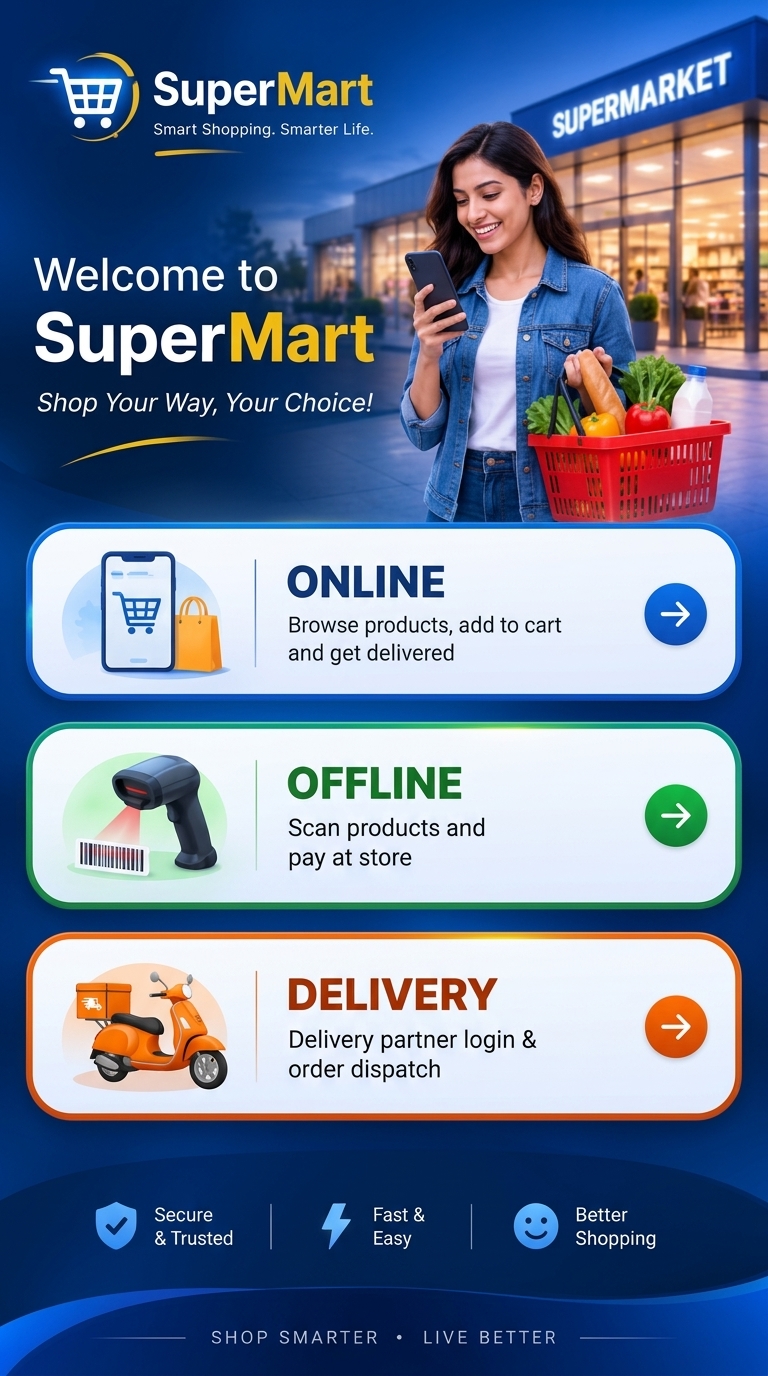 SuperMart
Smart Shopping. Smarter Life.
SUPERMARKET
Welcome to
SuperMart
Shop Your Way, Your Choice!
ONLINE
Browse products, add to cart
and get delivered
OFFLINE
Scan products and
pay at store
DELIVERY
Delivery partner login &
order dispatch
Secure
& Trusted
Fast &
Easy
Better
Shopping
SHOP SMARTER • LIVE BETTER